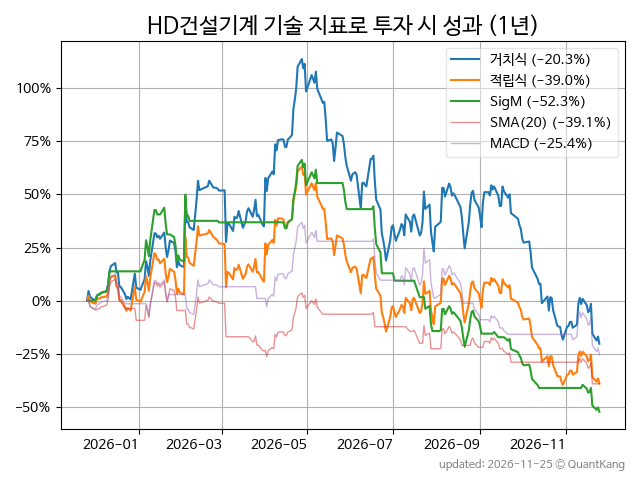 HD건설기계 기술 지표로 투자 시 성과 (1년)
거치식 (−20.3%)
적립식 (−39.0%)
SigM (−52.3%)
SMA(20) (−39.1%)
MACD (−25.4%)
100%
75%
50%
25%
0%
−25%
−50%
2026-01 2026-03 2026-05 2026-07 2026-09 2026-11
updated: 2026-11-25 ⓒ QuantKang